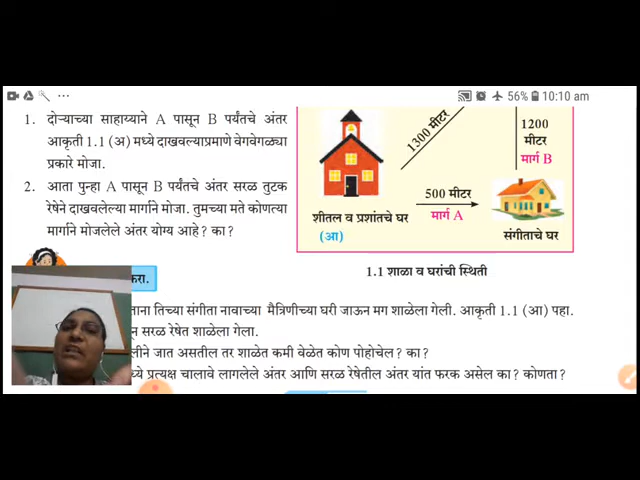 56% 10:10 am
1. दोऱ्याच्या साहाय्याने A पासून B पर्यंतचे अंतर
आकृती 1.1 (अ) मध्ये दाखवल्याप्रमाणे वेगवेगळ्या
प्रकारे मोजा.
2. आता पुन्हा A पासून B पर्यंतचे अंतर सरळ तुटक
रेषेने दाखवलेल्या मार्गाने मोजा. तुमच्या मते कोणत्या
मार्गाने मोजलेले अंतर योग्य आहे? का?
1300 मीटर
1200
मीटर
मार्ग B
500 मीटर
मार्ग A
शीतल व प्रशांतचे घर
(आ)
संगीताचे घर
1.1 शाळा व घरांची स्थिती
करा.
ताना तिच्या संगीता नावाच्या मैत्रिणीच्या घरी जाऊन मग शाळेला गेली. आकृती 1.1 (आ) पहा.
न सरळ रेषेत शाळेला गेला.
लीने जात असतील तर शाळेत कमी वेळेत कोण पोहोचेल? का?
ध्ये प्रत्यक्ष चालावे लागलेले अंतर आणि सरळ रेषेतील अंतर यांत फरक असेल का? कोणता?